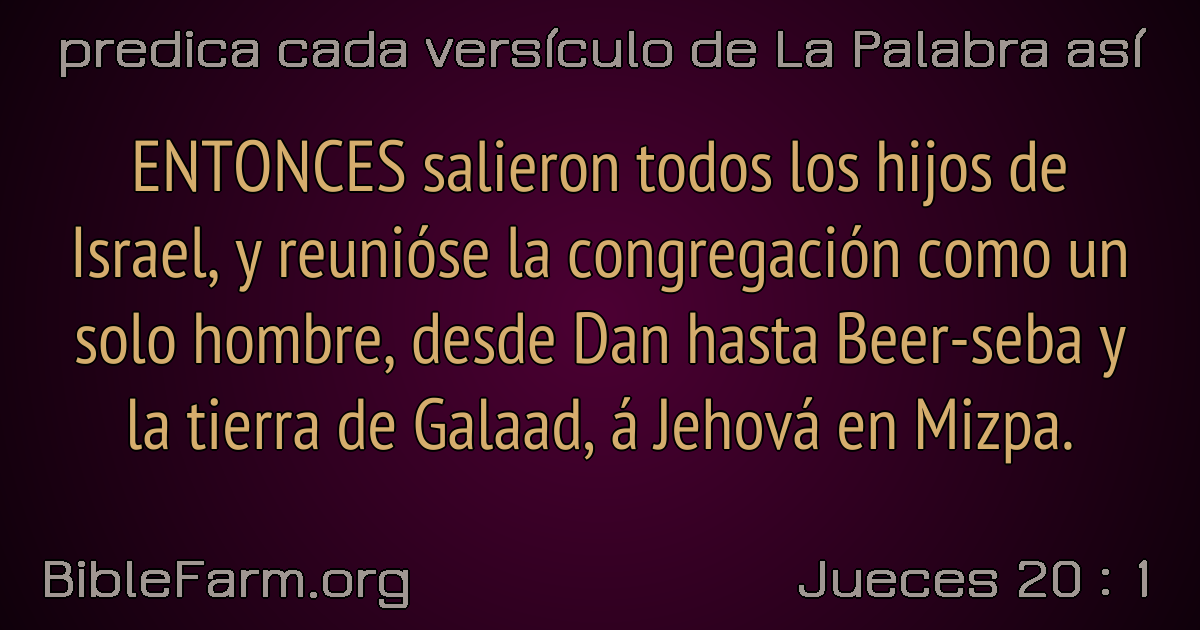 predica cada versículo de La Palabra así
ENTONCES salieron todos los hijos de
Israel, y reunióse la congregación como un
solo hombre, desde Dan hasta Beer-seba y
la tierra de Galaad, á Jehová en Mizpa.
BibleFarm.org
Jueces 20 : 1